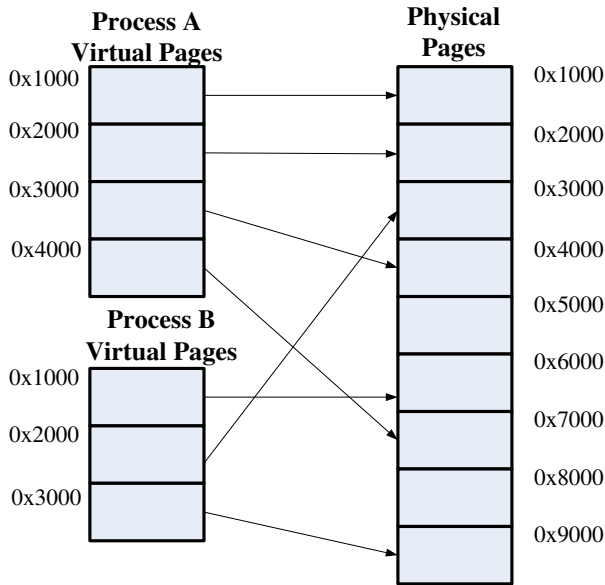 Process A
Virtual Pages
0x1000
0x2000
0x3000
0x4000
Process B
Virtual Pages
0x1000
0x2000
0x3000
Physical
Pages
0x1000
0x2000
0x3000
0x4000
0x5000
0x6000
0x7000
0x8000
0x9000